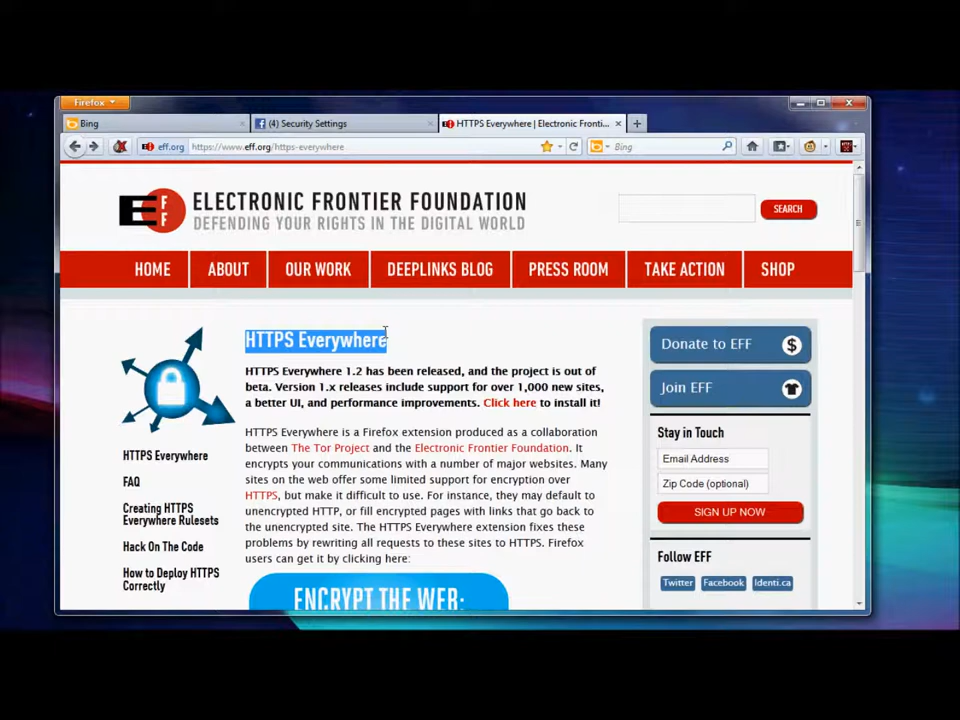 Firefox
Bing
(4) Security Settings
HTTPS Everywhere | Electronic Fronti...
eff.org
https://www.eff.org/https-everywhere
Bing
EFF
ELECTRONIC FRONTIER FOUNDATION
DEFENDING YOUR RIGHTS IN THE DIGITAL WORLD
SEARCH
HOME
ABOUT
OUR WORK
DEEPLINKS BLOG
PRESS ROOM
TAKE ACTION
SHOP
HTTPS Everywhere
FAQ
Creating HTTPS
Everywhere Rulesets
Hack On The Code
How to Deploy HTTPS
Correctly
HTTPS Everywhere
HTTPS Everywhere 1.2 has been released, and the project is out of
beta. Version 1.x releases include support for over 1,000 new sites,
a better UI, and performance improvements. Click here to install it!
HTTPS Everywhere is a Firefox extension produced as a collaboration
between The Tor Project and the Electronic Frontier Foundation. It
encrypts your communications with a number of major websites. Many
sites on the web offer some limited support for encryption over
HTTPS, but make it difficult to use. For instance, they may default to
unencrypted HTTP, or fill encrypted pages with links that go back to
the unencrypted site. The HTTPS Everywhere extension fixes these
problems by rewriting all requests to these sites to HTTPS. Firefox
users can get it by clicking here:
ENCRYPT THE WEB:
Donate to EFF
$
Join EFF
Stay in Touch
Email Address
Zip Code (optional)
SIGN UP NOW
Follow EFF
Twitter
Facebook
Identi.ca